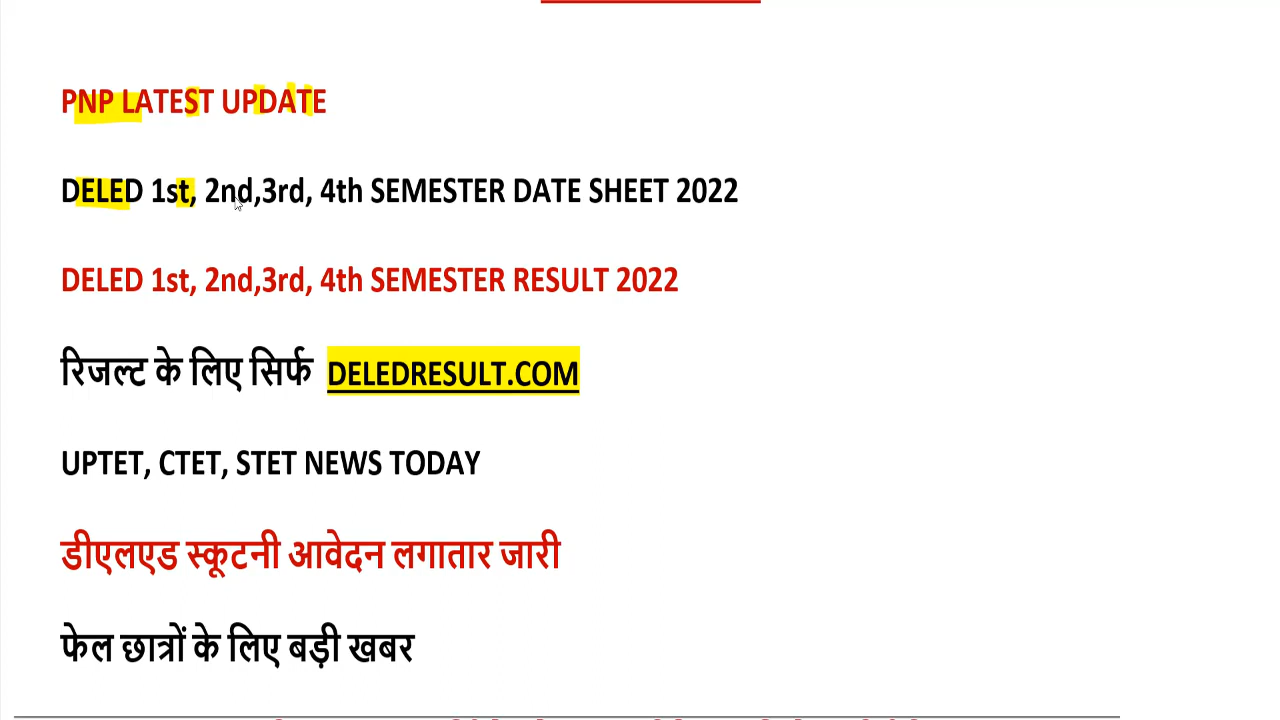 PNP LATEST UPDATE
DELED 1st, 2nd,3rd, 4th SEMESTER DATE SHEET 2022
DELED 1st, 2nd,3rd, 4th SEMESTER RESULT 2022
रिजल्ट के लिए सिर्फ DELEDRESULT.COM
UPTET, CTET, STET NEWS TODAY
डीएलएड स्कूटनी आवेदन लगातार जारी
फेल छात्रों के लिए बड़ी खबर